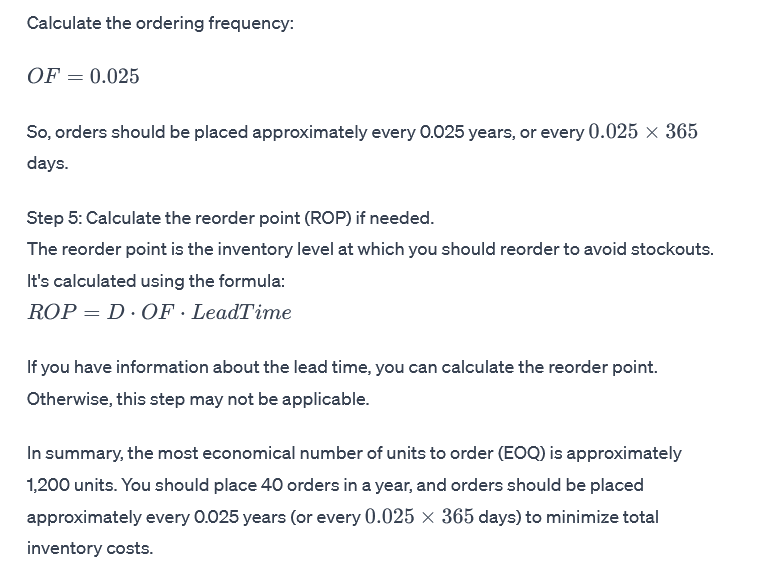 Calculate the ordering frequency:
OF = 0.025
So, orders should be placed approximately every 0.025 years, or every 0.025 × 365
days.
Step 5: Calculate the reorder point (ROP) if needed.
The reorder point is the inventory level at which you should reorder to avoid stockouts.
It's calculated using the formula:
ROP = D · OF · LeadTime
If you have information about the lead time, you can calculate the reorder point.
Otherwise, this step may not be applicable.
In summary, the most economical number of units to order (EOQ) is approximately
1,200 units. You should place 40 orders in a year, and orders should be placed
approximately every 0.025 years (or every 0.025 × 365 days) to minimize total
inventory costs.